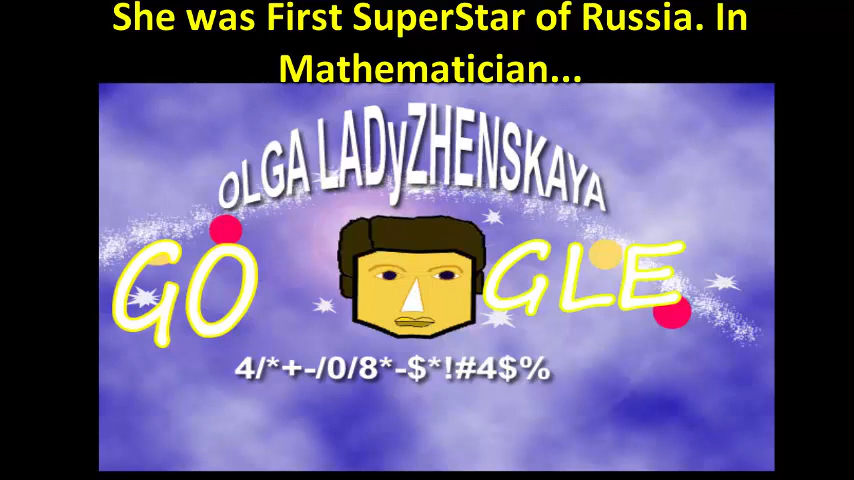 She was First SuperStar of Russia. In
Mathematician...
OLGA LADyZHENSKAYA
GO GLE
4/*+-/0/8*-$*!#4$%